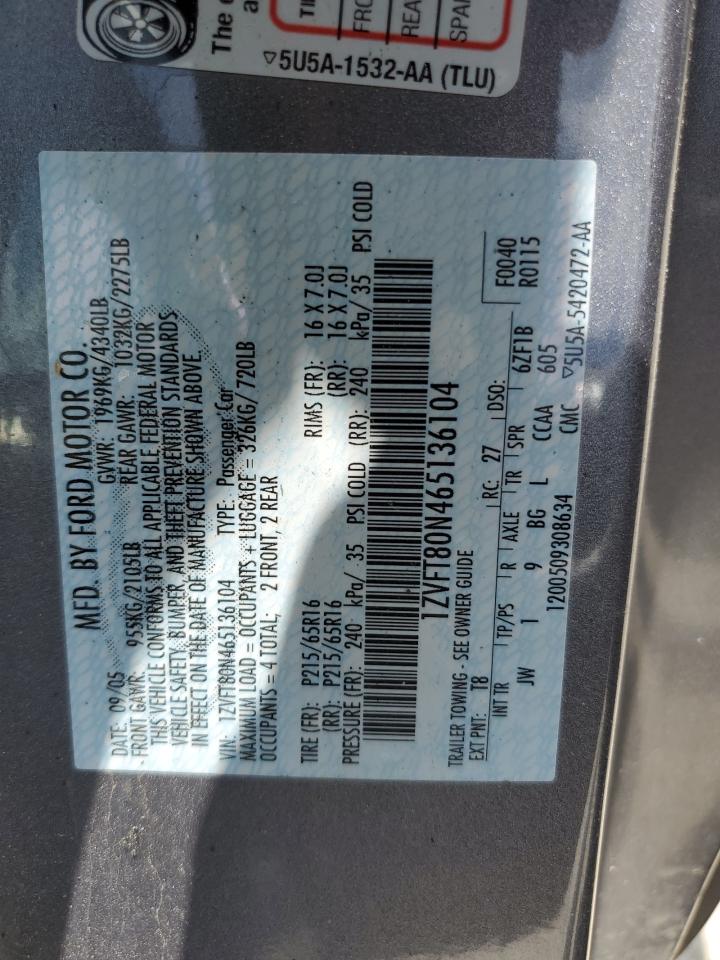 The
TI
FRO
REA
SPAR
▽5U5A-1532-AA (TLU)
MFD. BY FORD MOTOR CO.
DATE: 09/05 GVWR: 1969KG/4340LB
FRONT GAWR: 955KG/2105LB REAR GAWR: 1032KG/2275LB
THIS VEHICLE CONFORMS TO ALL APPLICABLE FEDERAL MOTOR
VEHICLE SAFETY, BUMPER, AND THEFT PREVENTION STANDARDS
IN EFFECT ON THE DATE OF MANUFACTURE SHOWN ABOVE.
VIN: 1ZVFT80N465136104 TYPE: Passenger Car
MAXIMUM LOAD = OCCUPANTS + LUGGAGE = 326KG/ 720LB
OCCUPANTS = 4 TOTAL; 2 FRONT, 2 REAR
TIRE (FR): P215/65R16 RIMS (FR): 16 X 7.0J
(RR): P215/65R16 (RR): 16 X 7.0J
PRESSURE (FR): 240 kPa/ 35 PSI COLD (RR): 240 kPa/ 35 PSI COLD
1ZVFT80N465136104
TRAILER TOWING - SEE OWNER GUIDE
EXT PNT: T8 RC: 27 DSO: F0040
INT TR TP/PS R AXLE TR SPR 6ZF1B R0115
JW 1 9 BG L CCAA 605
1200509308634 CMC ▽5U5A-5420472-AA